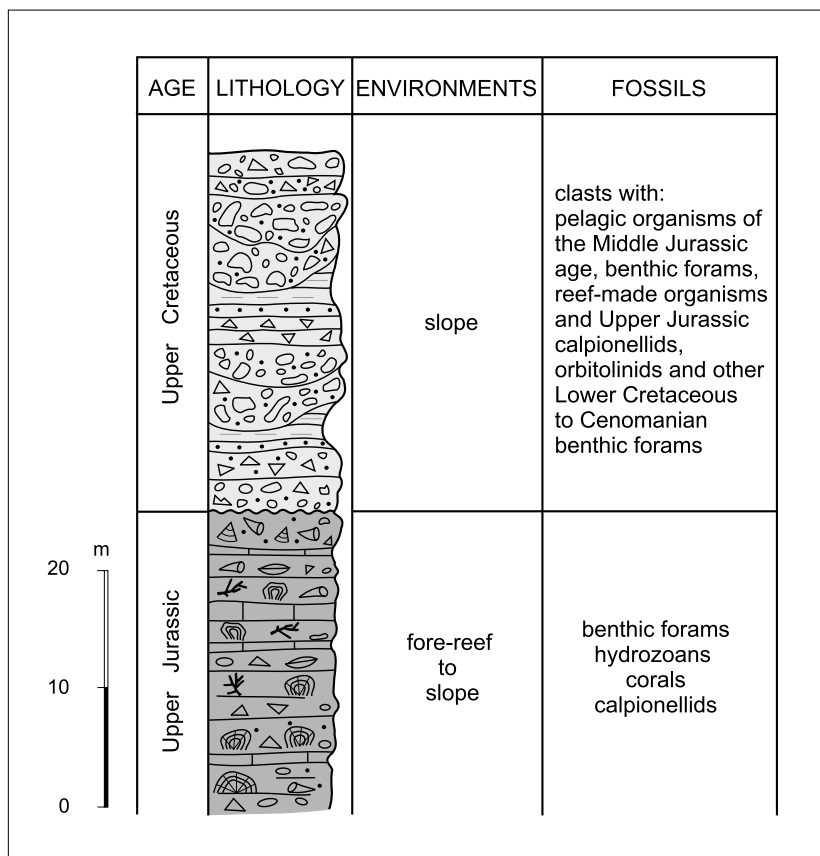 AGE
LITHOLOGY
ENVIRONMENTS
FOSSILS
Upper Cretaceous
slope
clasts with:
pelagic organisms of
the Middle Jurassic
age, benthic forams,
reef-made organisms
and Upper Jurassic
calpionellids,
orbitolinids and other
Lower Cretaceous
to Cenomanian
benthic forams
m
20
10
0
Upper Jurassic
fore-reef
to
slope
benthic forams
hydrozoans
corals
calpionellids